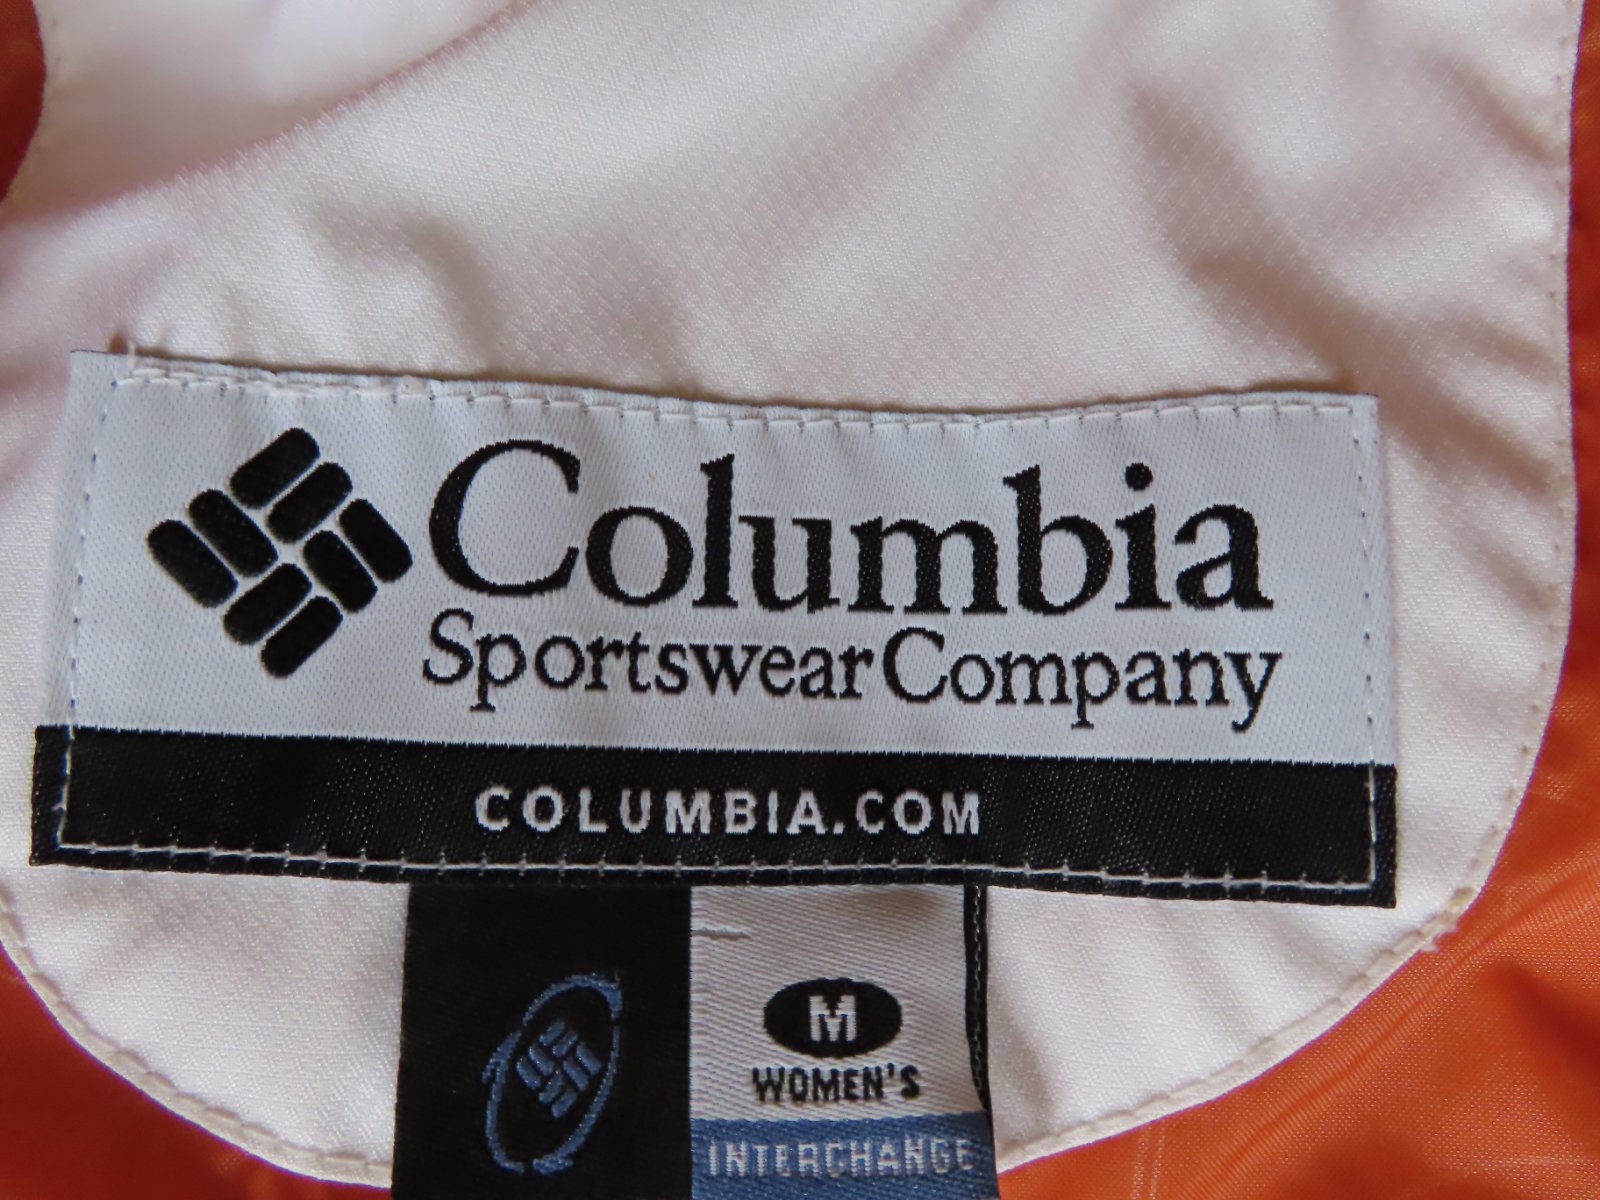 Columbia
Sportswear Company
COLUMBIA.COM
M
WOMEN'S
INTERCHANGE